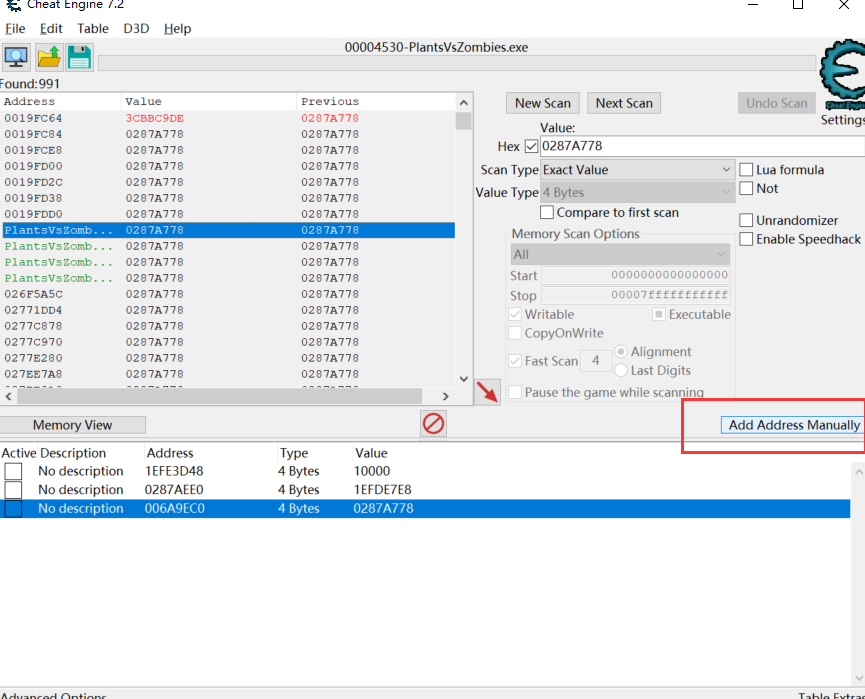 Cheat Engine 7.2
File Edit Table D3D Help
00004530-PlantsVsZombies.exe
Found:991
Address Value Previous
0019FC64 3CBBC9DE 0287A778
0019FC84 0287A778 0287A778
0019FCE8 0287A778 0287A778
0019FD00 0287A778 0287A778
0019FD2C 0287A778 0287A778
0019FD38 0287A778 0287A778
0019FDD0 0287A778 0287A778
PlantsVsZomb... 0287A778 0287A778
PlantsVsZomb... 0287A778 0287A778
PlantsVsZomb... 0287A778 0287A778
PlantsVsZomb... 0287A778 0287A778
026F5A5C 0287A778 0287A778
02771DD4 0287A778 0287A778
0277C878 0287A778 0287A778
0277C970 0287A778 0287A778
0277E280 0287A778 0287A778
027EE7A8 0287A778 0287A778
New Scan Next Scan Undo Scan
Cheat Engine
Settings
Value:
Hex 0287A778
Scan Type Exact Value
Lua formula
Value Type 4 Bytes
Not
Compare to first scan
Unrandomizer
Enable Speedhack
Memory Scan Options
All
Start 0000000000000000
Stop 00007fffffffffff
Writable Executable
CopyOnWrite
Fast Scan 4 Alignment
Last Digits
Pause the game while scanning
Memory View Add Address Manually
Active Description Address Type Value
No description 1EFE3D48 4 Bytes 10000
No description 0287AEE0 4 Bytes 1EFDE7E8
No description 006A9EC0 4 Bytes 0287A778
Advanced Options Table Extras